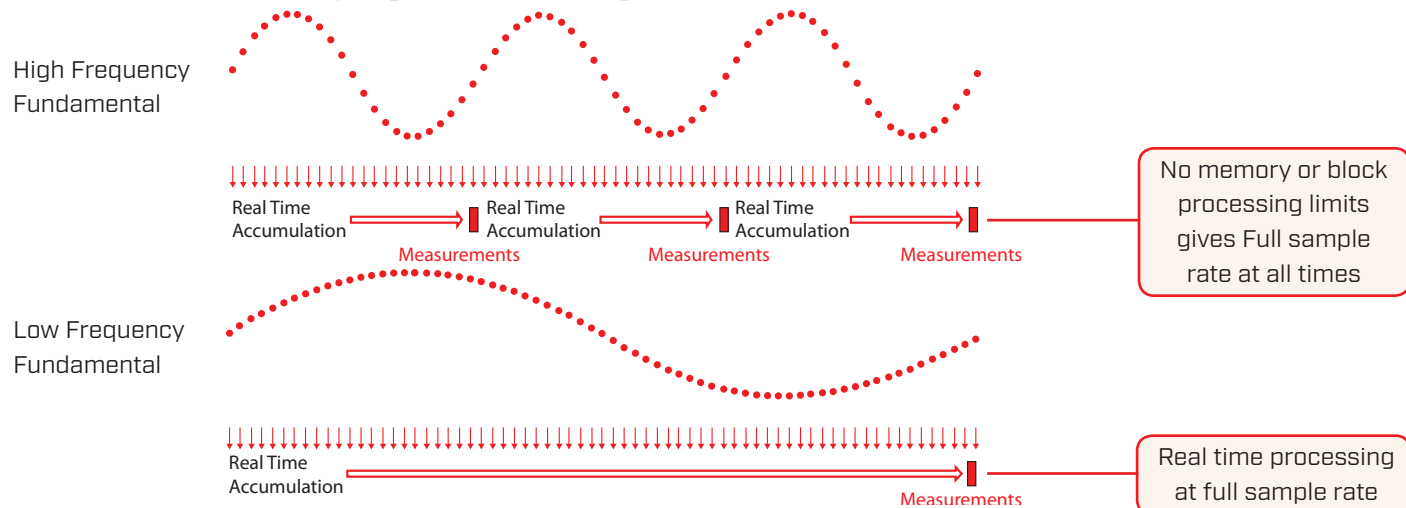 High Frequency
Fundamental
Real Time
Accumulation
Real Time
Accumulation
Real Time
Accumulation
Measurements
Measurements
Measurements
No memory or block
processing limits
gives Full sample
rate at all times
Low Frequency
Fundamental
Real Time
Accumulation
Measurements
Real time processing
at full sample rate